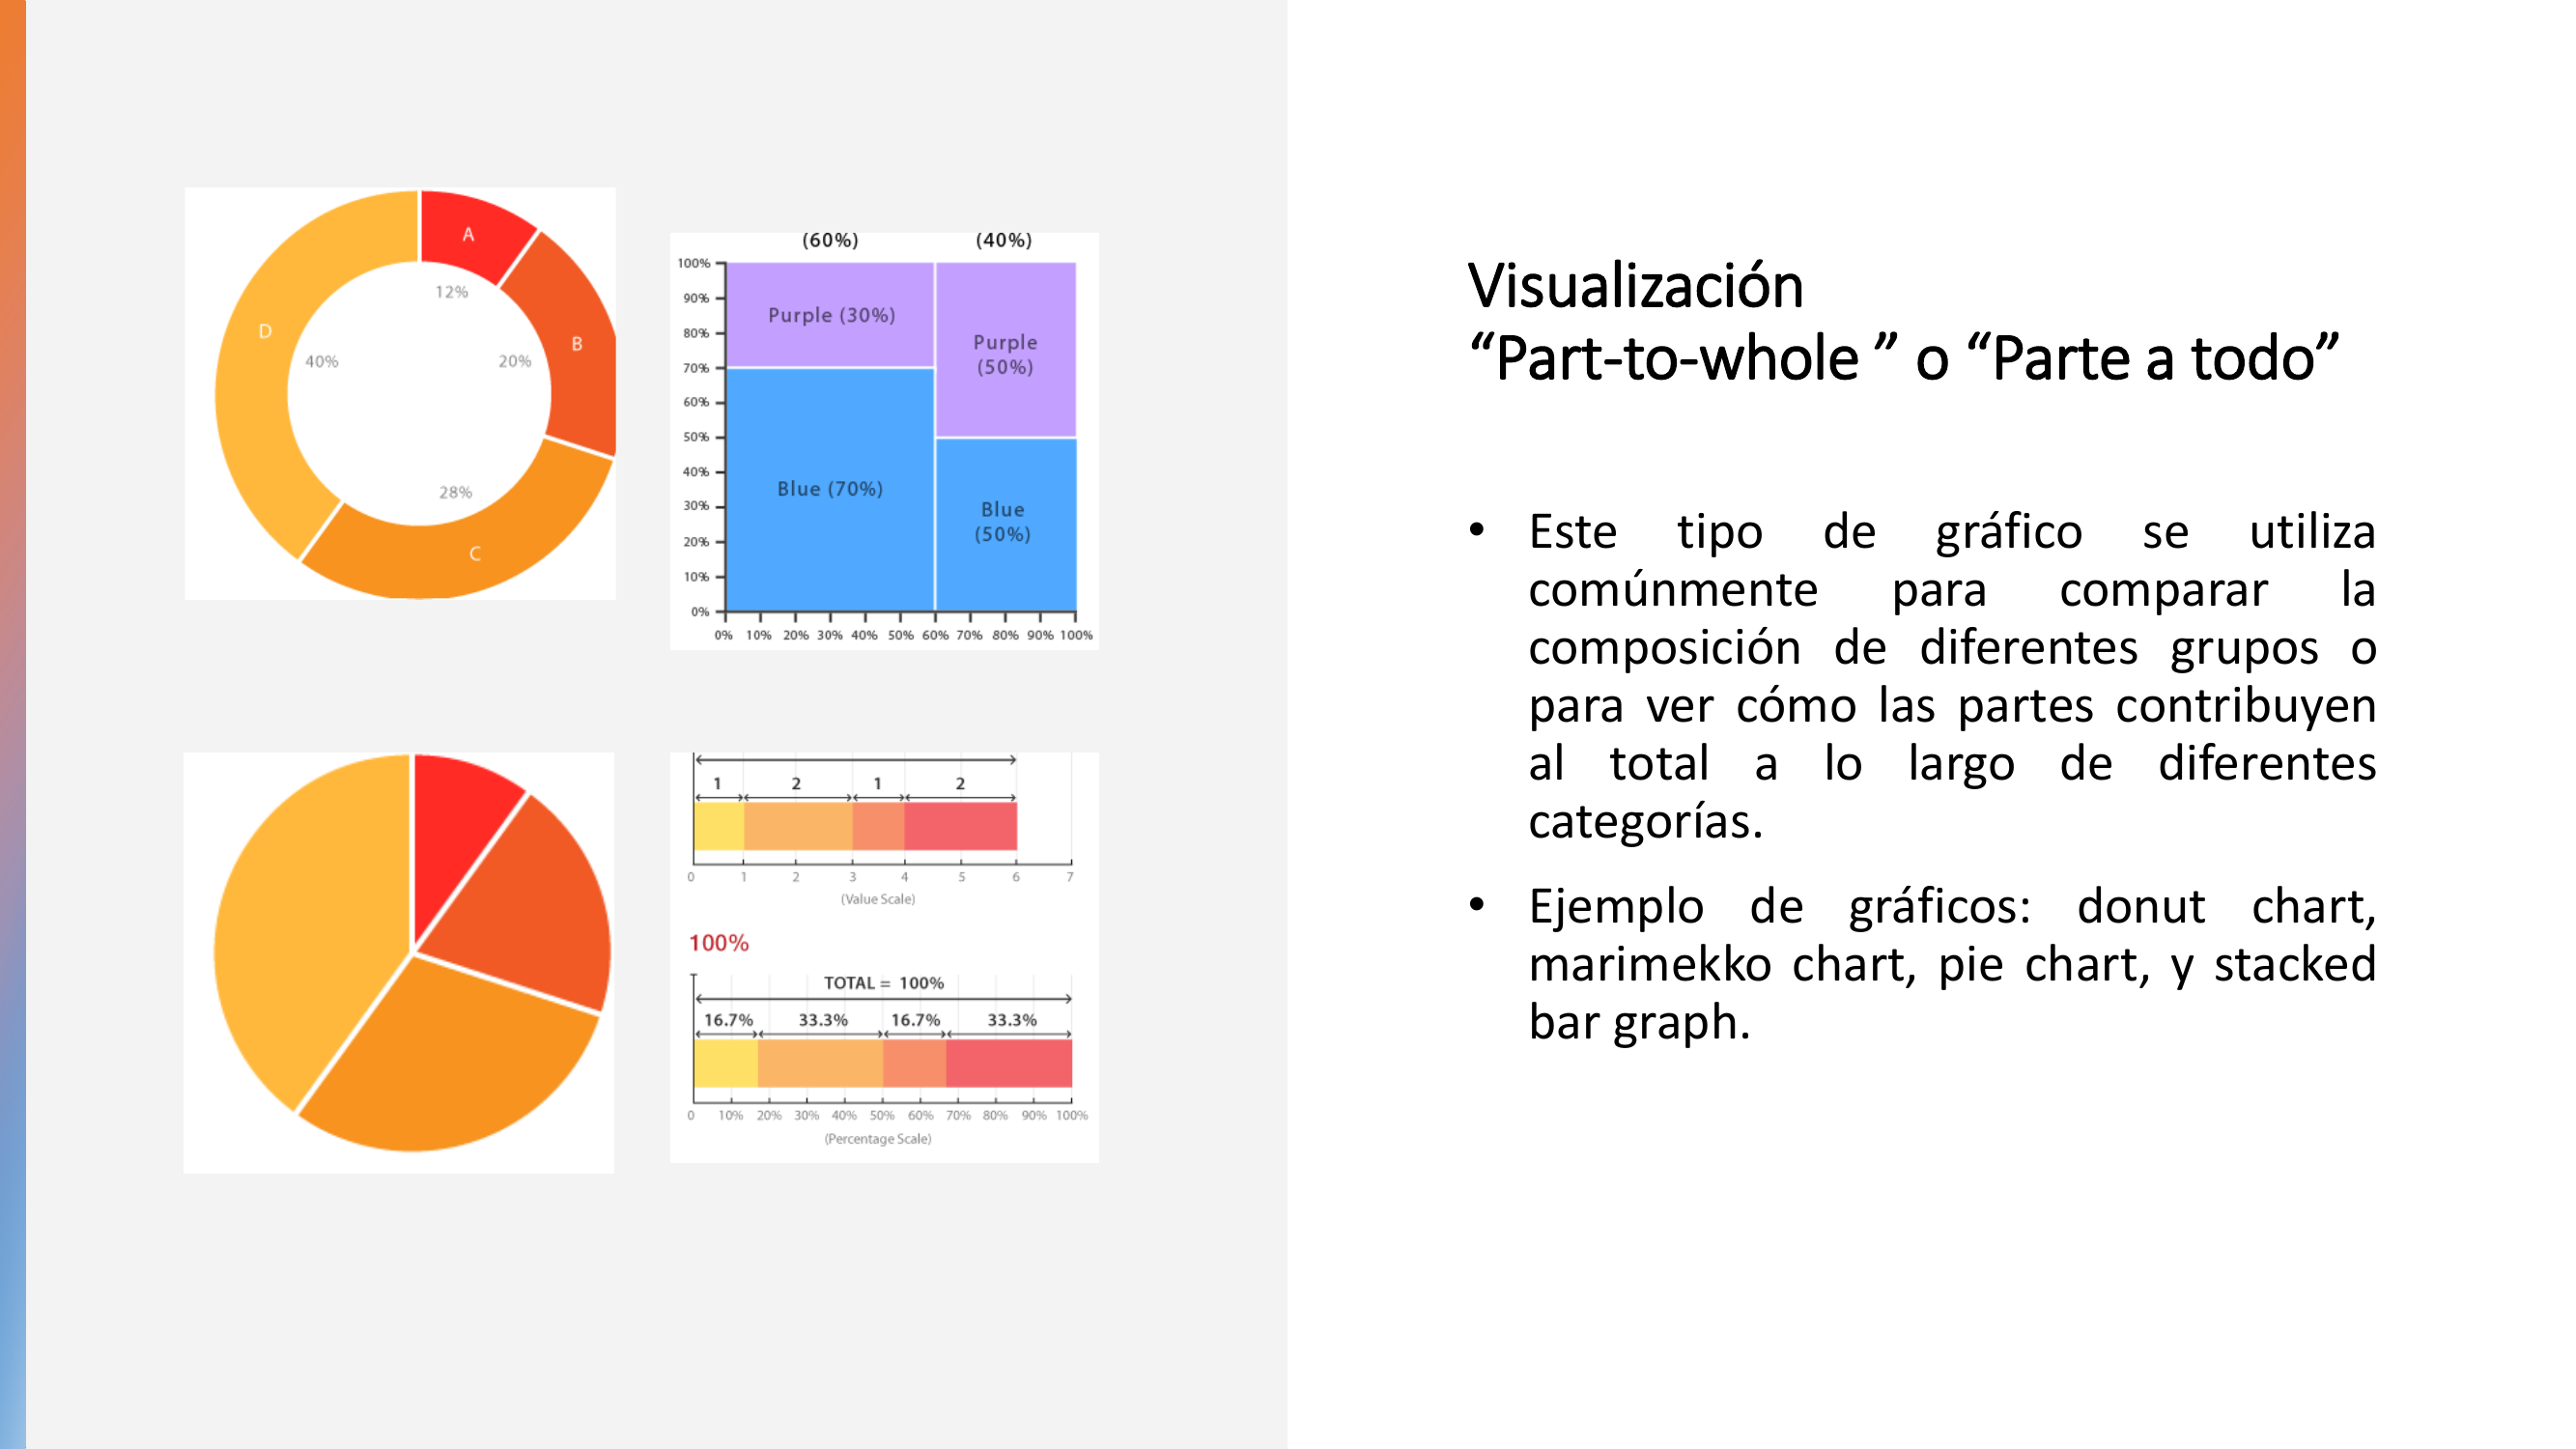 A
12%
D
B
40%
20%
28%
C
(60%) (40%)
100%
90%
80%
70%
60%
50%
40%
30%
20%
10%
0%
Purple (30%)
Purple
(50%)
Blue (70%)
Blue
(50%)
0% 10% 20% 30% 40% 50% 60% 70% 80% 90% 100%
1 2 1 2
0 1 2 3 4 5 6 7
(Value Scale)
100%
TOTAL = 100%
16.7% 33.3% 16.7% 33.3%
0 10% 20% 30% 40% 50% 60% 70% 80% 90% 100%
(Percentage Scale)
Visualización
“Part-to-whole ” o “Parte a todo”
• Este tipo de gráfico se utiliza
comúnmente para comparar la
composición de diferentes grupos o
para ver cómo las partes contribuyen
al total a lo largo de diferentes
categorías.
• Ejemplo de gráficos: donut chart,
marimekko chart, pie chart, y stacked
bar graph.